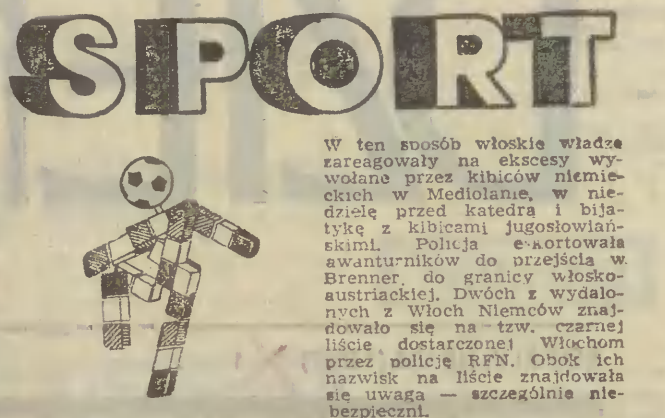 SPORT
W ten sposób włoskie władze
zareagowały na ekscesy wy-
wołane przez kibiców niemie-
ckich w Mediolanie, w nie-
dzielę przed katedrą i bija-
tykę z kibicami jugosłowiań-
skimi. Policja eskortowała
awanturników do przejścia w.
Brenner, do granicy włosko-
austriackiej. Dwóch z wydalo-
nych z Włoch Niemców znaj-
dowało się na tzw. czarnej
liście dostarczonej Włochom
przez policję RFN. Obok ich
nazwisk na liście znajdowała
się uwaga — szczególnie nie-
bezpieczni.